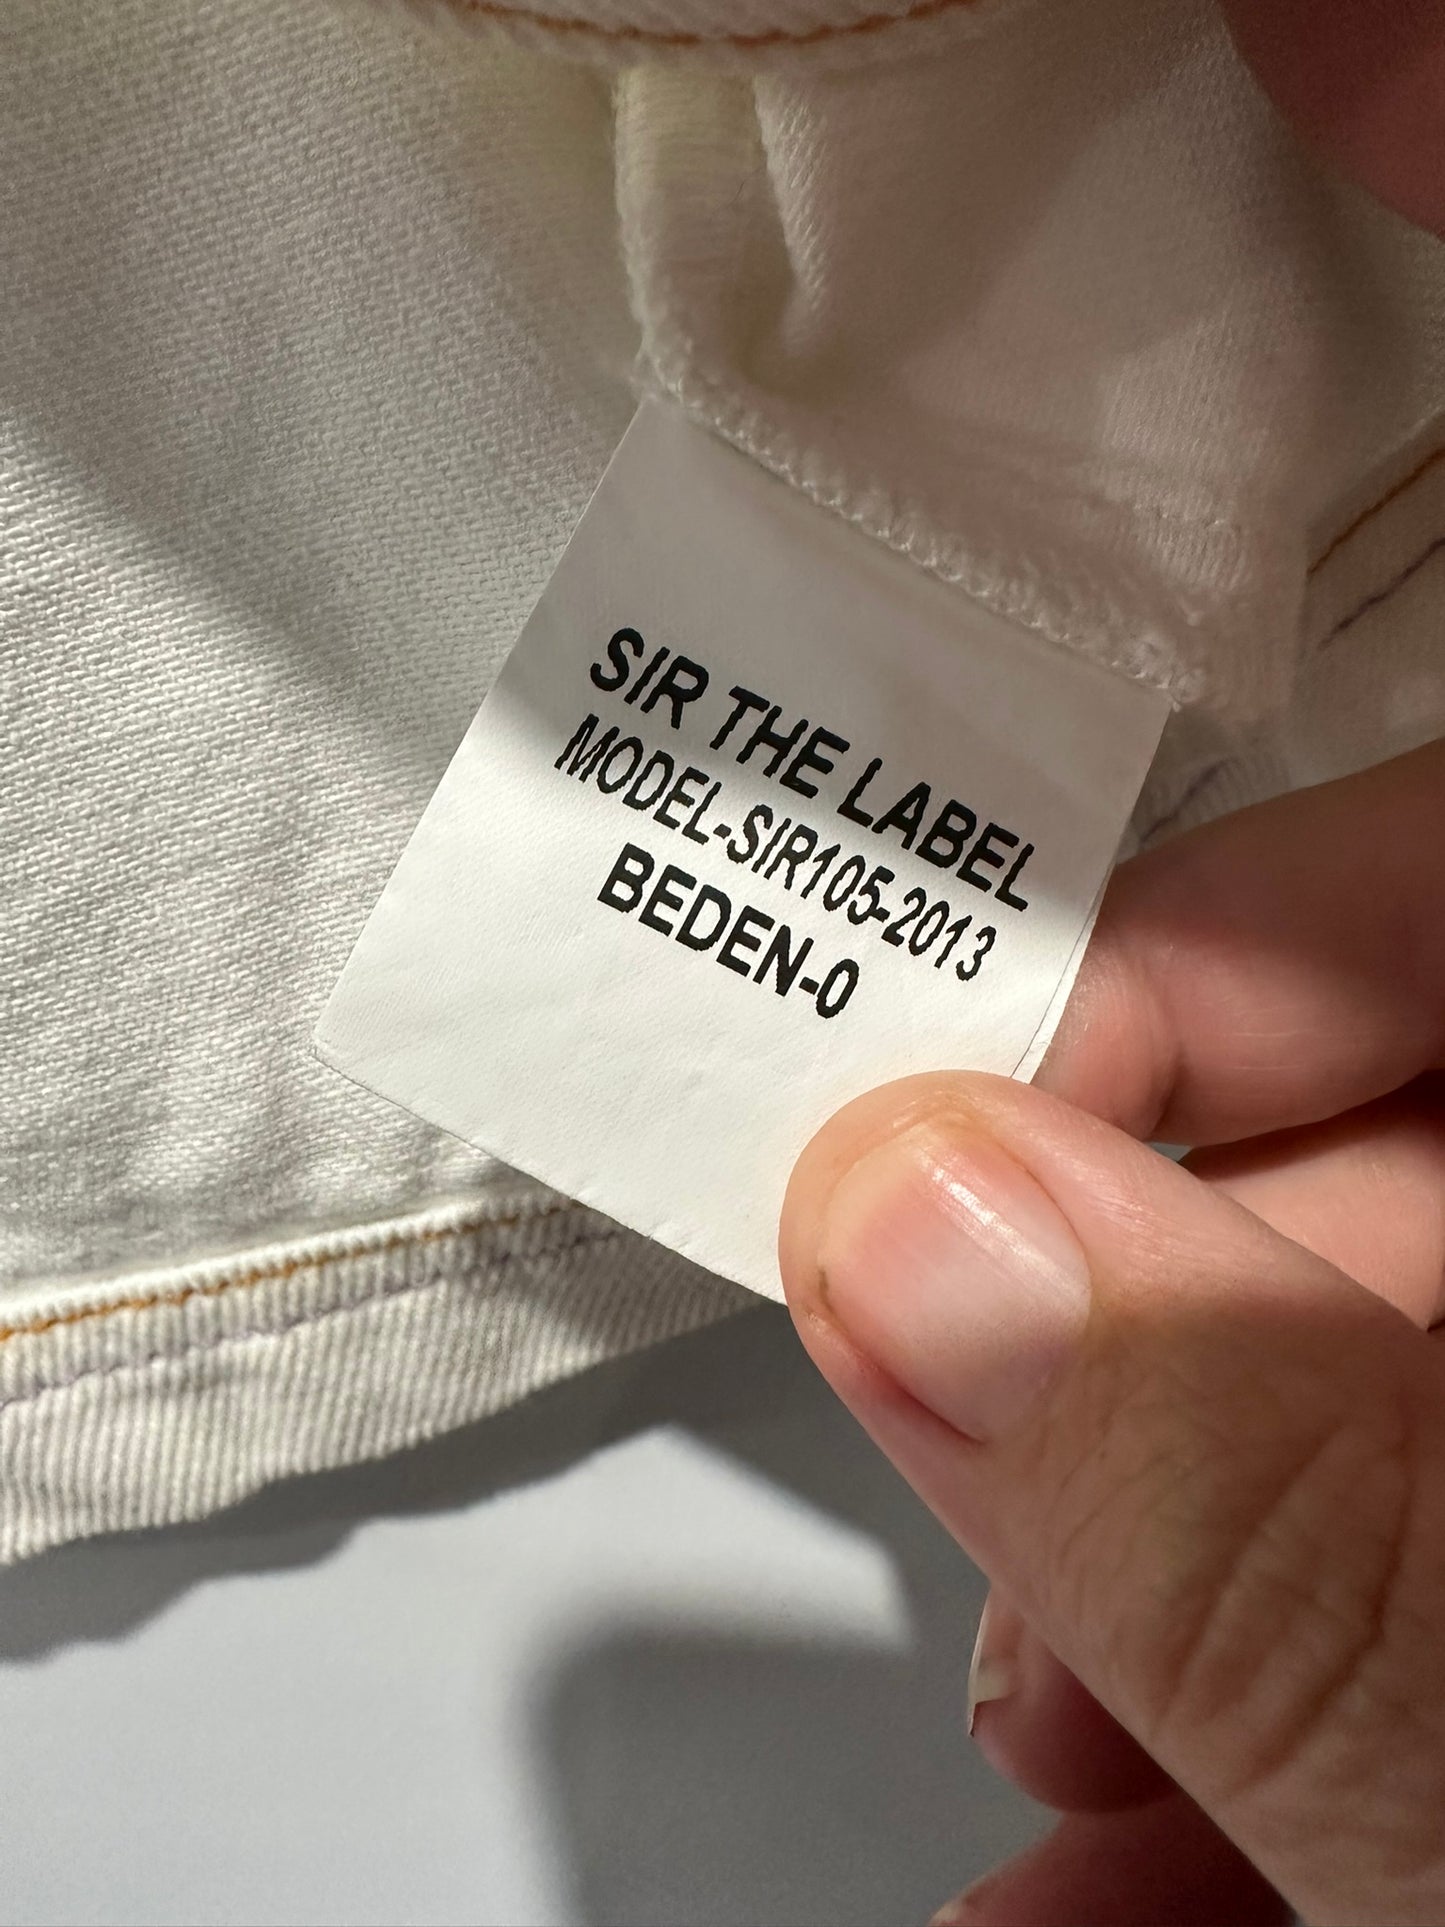 SIR THE LABEL
MODEL-SIR105-2013
BEDEN-0